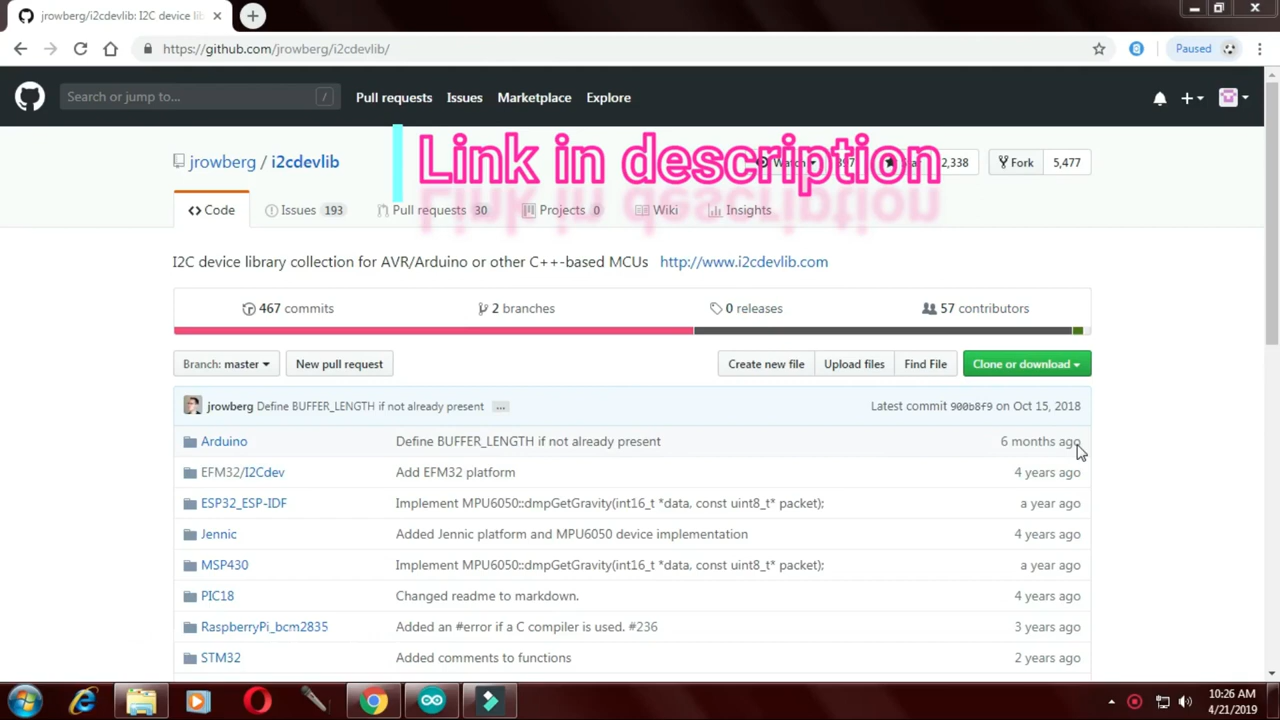 jrowberg/i2cdevlib: I2C device lib
https://github.com/jrowberg/i2cdevlib/
Paused
Search or jump to...
/
Pull requests
Issues
Marketplace
Explore
jrowberg / i2cdevlib
Link in description
2,338
Fork
5,477
Code
Issues 193
Pull requests 30
Projects 0
Wiki
Insights
I2C device library collection for AVR/Arduino or other C++-based MCUs http://www.i2cdevlib.com
467 commits
2 branches
0 releases
57 contributors
Branch: master
New pull request
Create new file
Upload files
Find File
Clone or download
jrowberg Define BUFFER_LENGTH if not already present ...
Latest commit 900b8f9 on Oct 15, 2018
Arduino
Define BUFFER_LENGTH if not already present
6 months ago
EFM32/I2Cdev
Add EFM32 platform
4 years ago
ESP32_ESP-IDF
Implement MPU6050::dmpGetGravity(int16_t *data, const uint8_t* packet);
a year ago
Jennic
Added Jennic platform and MPU6050 device implementation
4 years ago
MSP430
Implement MPU6050::dmpGetGravity(int16_t *data, const uint8_t* packet);
a year ago
PIC18
Changed readme to markdown.
4 years ago
RaspberryPi_bcm2835
Added an #error if a C compiler is used. #236
3 years ago
STM32
Added comments to functions
2 years ago
10:26 AM
4/21/2019